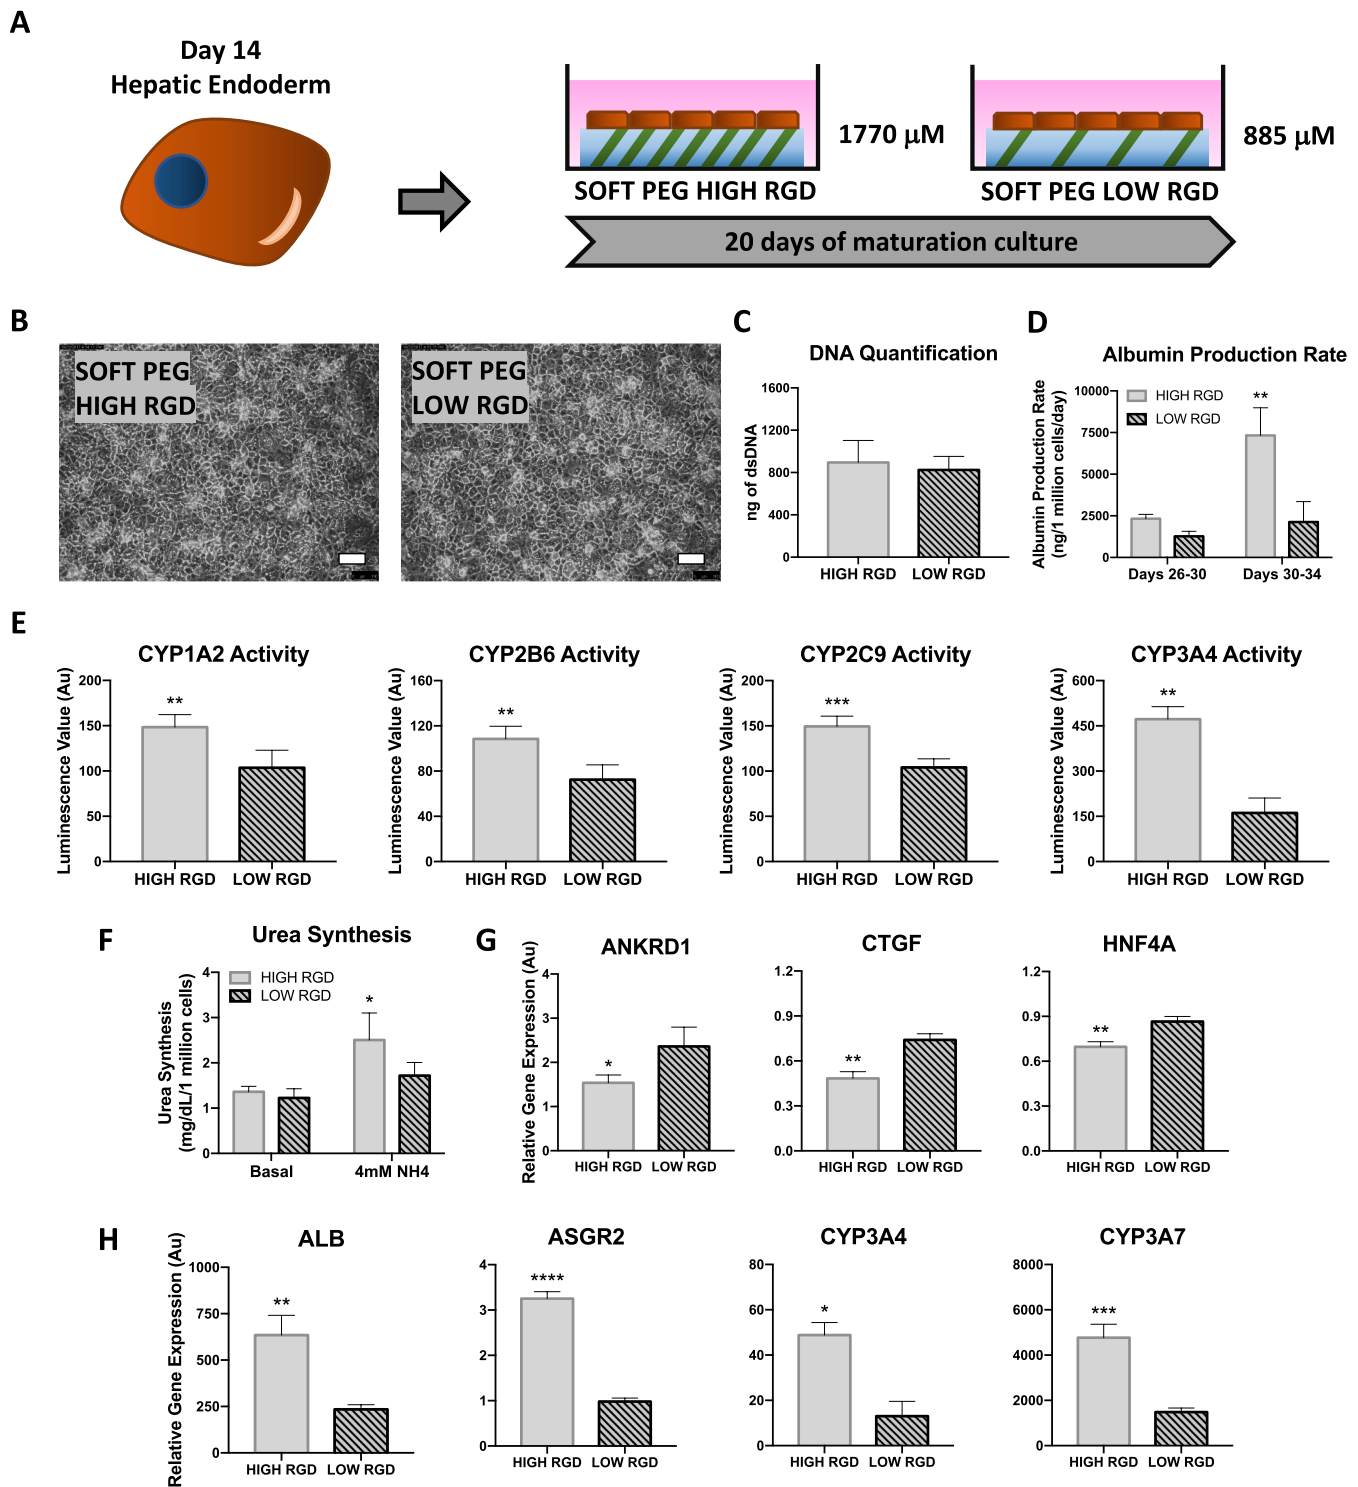 A
Day 14
Hepatic Endoderm
1770 µM
885 µM
SOFT PEG HIGH RGD
SOFT PEG LOW RGD
20 days of maturation culture
B
SOFT PEG
HIGH RGD
SOFT PEG
LOW RGD
C
DNA Quantification
ng of dsDNA
1600
1200
800
400
0
HIGH RGD
LOW RGD
D
Albumin Production Rate
Albumin Production Rate
(ng/1 million cells/day)
10000
7500
5000
2500
0
HIGH RGD
LOW RGD
**
Days 26-30
Days 30-34
E
CYP1A2 Activity
Luminescence Value (Au)
200
150
100
50
0
**
HIGH RGD
LOW RGD
CYP2B6 Activity
Luminescence Value (Au)
160
120
80
40
0
**
HIGH RGD
LOW RGD
CYP2C9 Activity
Luminescence Value (Au)
200
150
100
50
0
***
HIGH RGD
LOW RGD
CYP3A4 Activity
Luminescence Value (Au)
600
450
300
150
0
**
HIGH RGD
LOW RGD
F
Urea Synthesis
Urea Synthesis
(mg/dL/1 million cells)
4
3
2
1
0
HIGH RGD
LOW RGD
*
Basal
4mM NH4
G
ANKRD1
Relative Gene Expression (Au)
4
3
2
1
0
*
HIGH RGD
LOW RGD
CTGF
1.2
0.9
0.6
0.3
0.0
**
HIGH RGD
LOW RGD
HNF4A
1.2
0.9
0.6
0.3
0.0
**
HIGH RGD
LOW RGD
H
ALB
Relative Gene Expression (Au)
1000
750
500
250
0
**
HIGH RGD
LOW RGD
ASGR2
4
3
2
1
0
****
HIGH RGD
LOW RGD
CYP3A4
80
60
40
20
0
*
HIGH RGD
LOW RGD
CYP3A7
8000
6000
4000
2000
0
***
HIGH RGD
LOW RGD